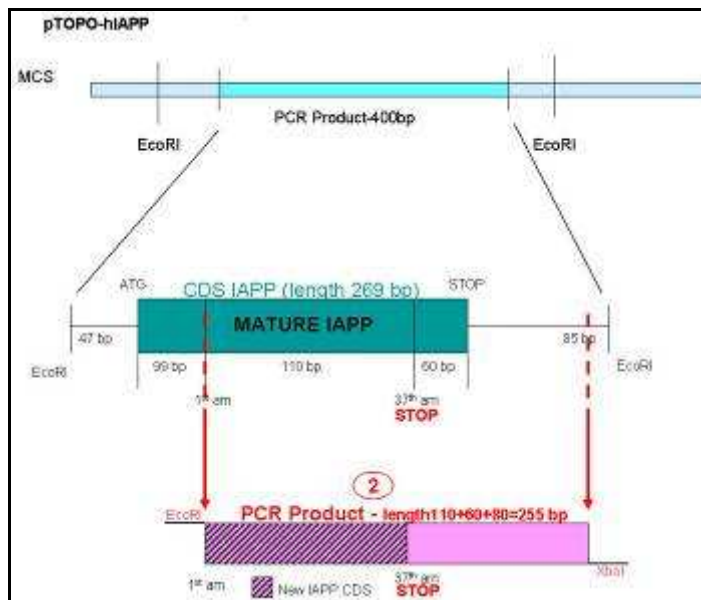 pTOPO-hIAPP
MCS
PCR Product-400bp
EcoRI
EcoRI
ATG
CDS IAPP (length 269 bp)
STOP
MATURE IAPP
47 bp
85 bp
EcoRI
99 bp
110 bp
60 bp
EcoRI
1st am
37th am
STOP
2
EcoRI
PCR Product - length110+60+80=255 bp
XbaI
1st am
New IAPP CDS
37th am
STOP